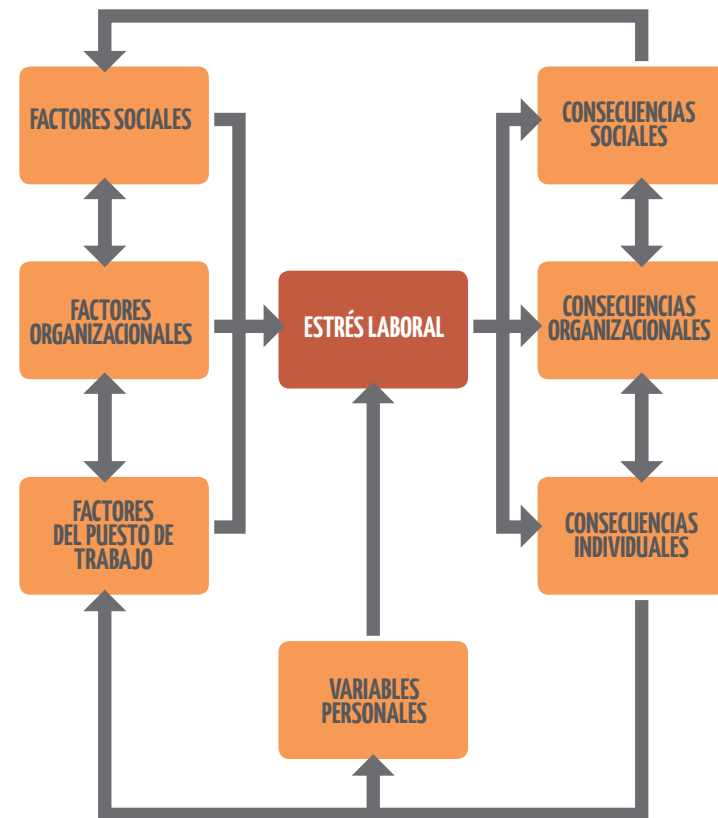 FACTORES SOCIALES
CONSECUENCIAS
SOCIALES
FACTORES
ORGANIZACIONALES
ESTRÉS LABORAL
CONSECUENCIAS
ORGANIZACIONALES
FACTORES
DEL PUESTO DE
TRABAJO
CONSECUENCIAS
INDIVIDUALES
VARIABLES
PERSONALES